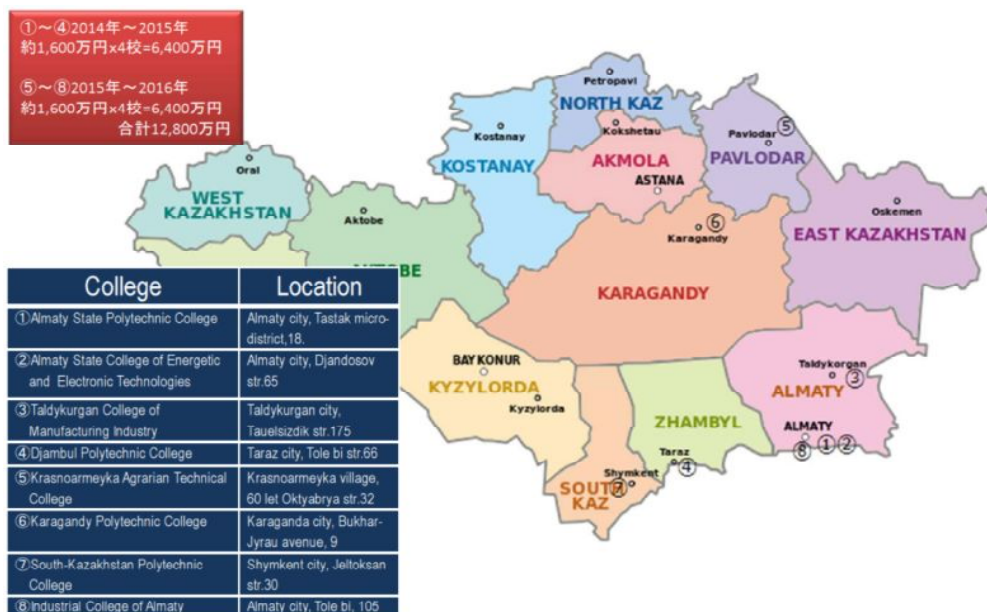 ①～④2014年～2015年
約1,600万円x4校=6,400万円
⑤～⑧2015年～2016年
約1,600万円x4校=6,400万円
合計12,800万円
Petropavl
NORTH KAZ
Kostanay
Kokshetau
Pavlodar ⑤
KOSTANAY
AKMOLA
PAVLODAR
Oral
ASTANA
WEST
KAZAKHSTAN
Aktobe
Oskemen
⑥
Karagandy
EAST KAZAKHSTAN
KARAGANDY
College Location
①Almaty State Polytechnic College
Almaty city, Tastak micro-
district,18.
②Almaty State College of Energetic
and Electronic Technologies
Almaty city, Djandosov
str.65
③Taldykurgan College of
Manufacturing Industry
Taldykurgan city,
Tauelsizdik str.175
④Djambul Polytechnic College
Taraz city, Tole bi str.66
⑤Krasnoarmeyka Agrarian Technical
College
Krasnoarmeyka village,
60 let Oktyabrya str.32
⑥Karagandy Polytechnic College
Karaganda city, Bukhar-
Jyrau avenue, 9
⑦South-Kazakhstan Polytechnic
College
Shymkent city, Jeltoksan
str.30
⑧Industrial College of Almaty
Almaty city, Tole bi, 105
BAYKONUR
KYZYLORDA
Kyzylorda
Taldykorgan
③
ALMATY
ZHAMBYL
ALMATY
⑧ ① ②
Taraz
④
Shymkent
⑦
SOUTH
KAZ